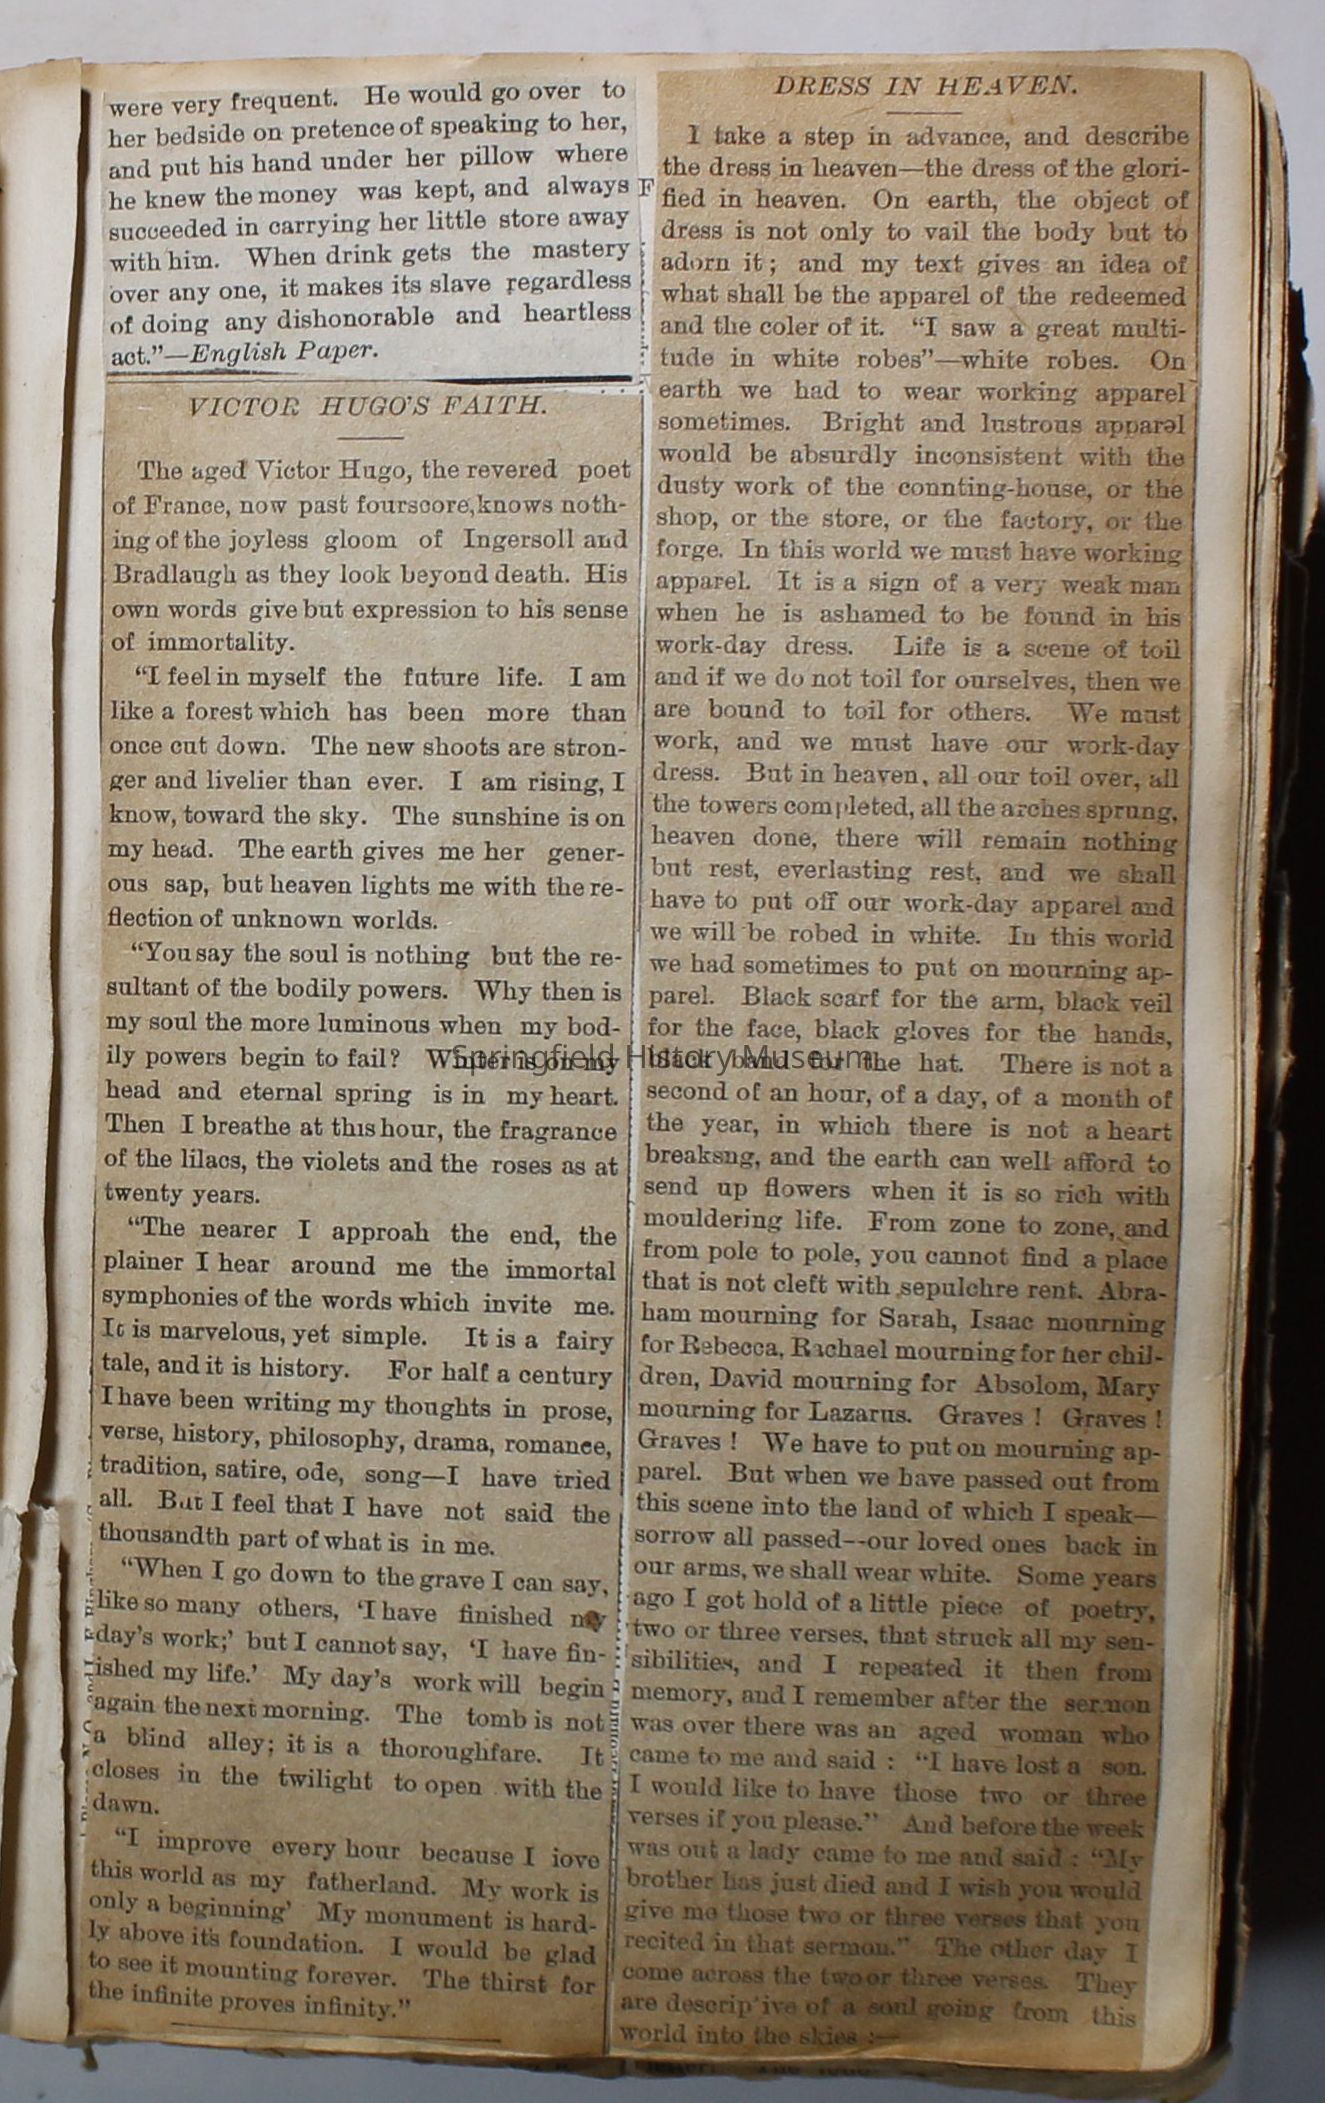 were very frequent. He would go over to
her bedside on pretence of speaking to her,
and put his hand under her pillow where
he knew the money was kept, and always
succeeded in carrying her little store away
with him. When drink gets the mastery
over any one, it makes its slave regardless
of doing any dishonorable and heartless
act.”—English Paper.
VICTOR HUGO'S FAITH.
The aged Victor Hugo, the revered poet
of France, now past fourscore, knows noth-
ing of the joyless gloom of Ingersoll and
Bradlaugh as they look beyond death. His
own words give but expression to his sense
of immortality.
“I feel in myself the future life. I am
like a forest which has been more than
once cut down. The new shoots are stron-
ger and livelier than ever. I am rising, I
know, toward the sky. The sunshine is on
my head. The earth gives me her gener-
ous sap, but heaven lights me with the re-
flection of unknown worlds.
“You say the soul is nothing but the re-
sultant of the bodily powers. Why then is
my soul the more luminous when my bod-
ily powers begin to fail? Winter is on my
head and eternal spring is in my heart.
Then I breathe at this hour, the fragrance
of the lilacs, the violets and the roses as at
twenty years.
“The nearer I approah the end, the
plainer I hear around me the immortal
symphonies of the words which invite me.
It is marvelous, yet simple. It is a fairy
tale, and it is history. For half a century
I have been writing my thoughts in prose,
verse, history, philosophy, drama, romance,
tradition, satire, ode, song—I have tried
all. But I feel that I have not said the
thousandth part of what is in me.
“When I go down to the grave I can say,
like so many others, ‘I have finished my
day's work;’ but I cannot say, ‘I have fin-
ished my life.’ My day's work will begin
again the next morning. The tomb is not
a blind alley; it is a thoroughfare. It
closes in the twilight to open with the
dawn.
“I improve every hour because I love
this world as my fatherland. My work is
only a beginning’ My monument is hard-
ly above its foundation. I would be glad
to see it mounting forever. The thirst for
the infinite proves infinity.”
DRESS IN HEAVEN.
I take a step in advance, and describe
the dress in heaven—the dress of the glori-
fied in heaven. On earth, the object of
dress is not only to vail the body but to
adorn it; and my text gives an idea of
what shall be the apparel of the redeemed
and the coler of it. “I saw a great multi-
tude in white robes”—white robes. On
earth we had to wear working apparel
sometimes. Bright and lustrous apparel
would be absurdly inconsistent with the
dusty work of the connting-house, or the
shop, or the store, or the factory, or the
forge. In this world we must have working
apparel. It is a sign of a very weak man
when he is ashamed to be found in his
work-day dress. Life is a scene of toil
and if we do not toil for ourselves, then we
are bound to toil for others. We must
work, and we must have our work-day
dress. But in heaven, all our toil over, all
the towers completed, all the arches sprung,
heaven done, there will remain nothing
but rest, everlasting rest, and we shall
have to put off our work-day apparel and
we will be robed in white. In this world
we had sometimes to put on mourning ap-
parel. Black scarf for the arm, black veil
for the face, black gloves for the hands,
black band for the hat. There is not a
second of an hour, of a day, of a month of
the year, in which there is not a heart
breaksng, and the earth can well afford to
send up flowers when it is so rich with
mouldering life. From zone to zone, and
from pole to pole, you cannot find a place
that is not cleft with sepulchre rent. Abra-
ham mourning for Sarah, Isaac mourning
for Rebecca, Rachael mourning for her chil-
dren, David mourning for Absolom, Mary
mourning for Lazarus. Graves! Graves!
Graves! We have to put on mourning ap-
parel. But when we have passed out from
this scene into the land of which I speak—
sorrow all passed--our loved ones back in
our arms, we shall wear white. Some years
ago I got hold of a little piece of poetry,
two or three verses, that struck all my sen-
sibilities, and I repeated it then from
memory, and I remember after the sermon
was over there was an aged woman who
came to me and said: “I have lost a son.
I would like to have those two or three
verses if you please.” And before the week
was out a lady came to me and said: “My
brother has just died and I wish you would
give me those two or three verses that you
recited in that sermon.” The other day I
come across the two or three verses. They
are descrip'ive of a soul going from this
world into the skies:—
Springfield History Museum